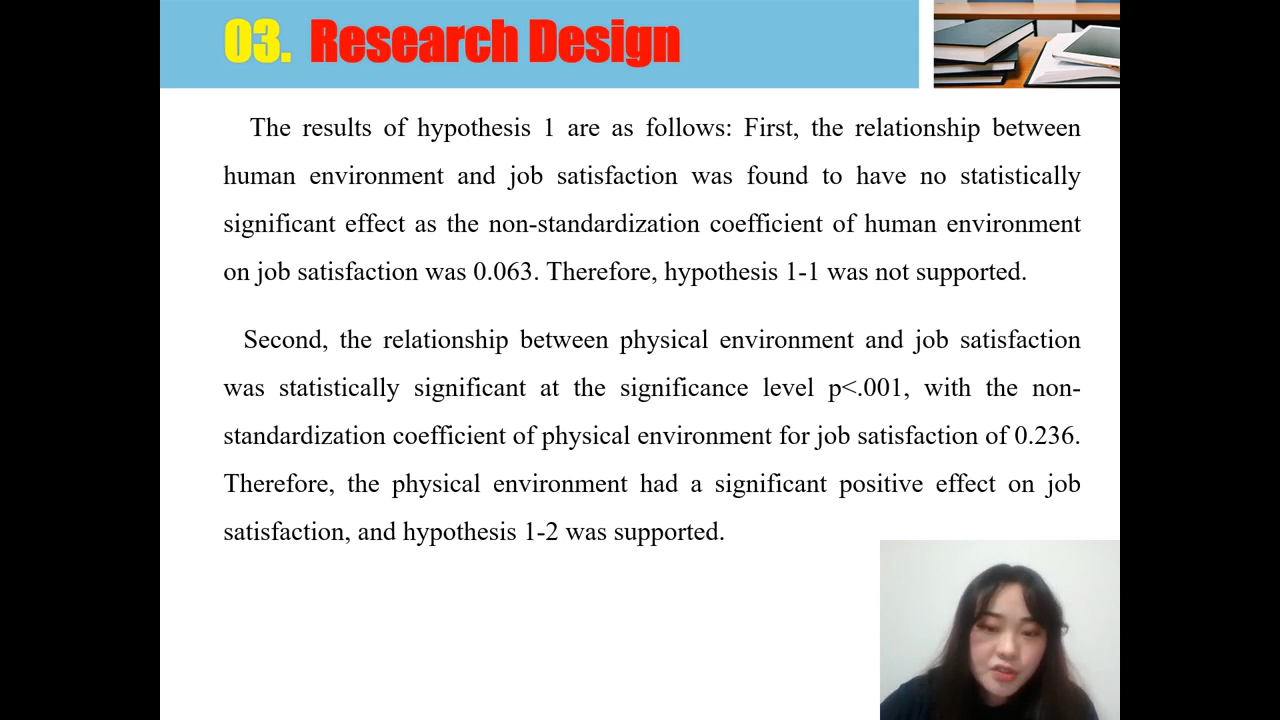 03. Research Design
The results of hypothesis 1 are as follows: First, the relationship between
human environment and job satisfaction was found to have no statistically
significant effect as the non-standardization coefficient of human environment
on job satisfaction was 0.063. Therefore, hypothesis 1-1 was not supported.
Second, the relationship between physical environment and job satisfaction
was statistically significant at the significance level p<.001, with the non-
standardization coefficient of physical environment for job satisfaction of 0.236.
Therefore, the physical environment had a significant positive effect on job
satisfaction, and hypothesis 1-2 was supported.